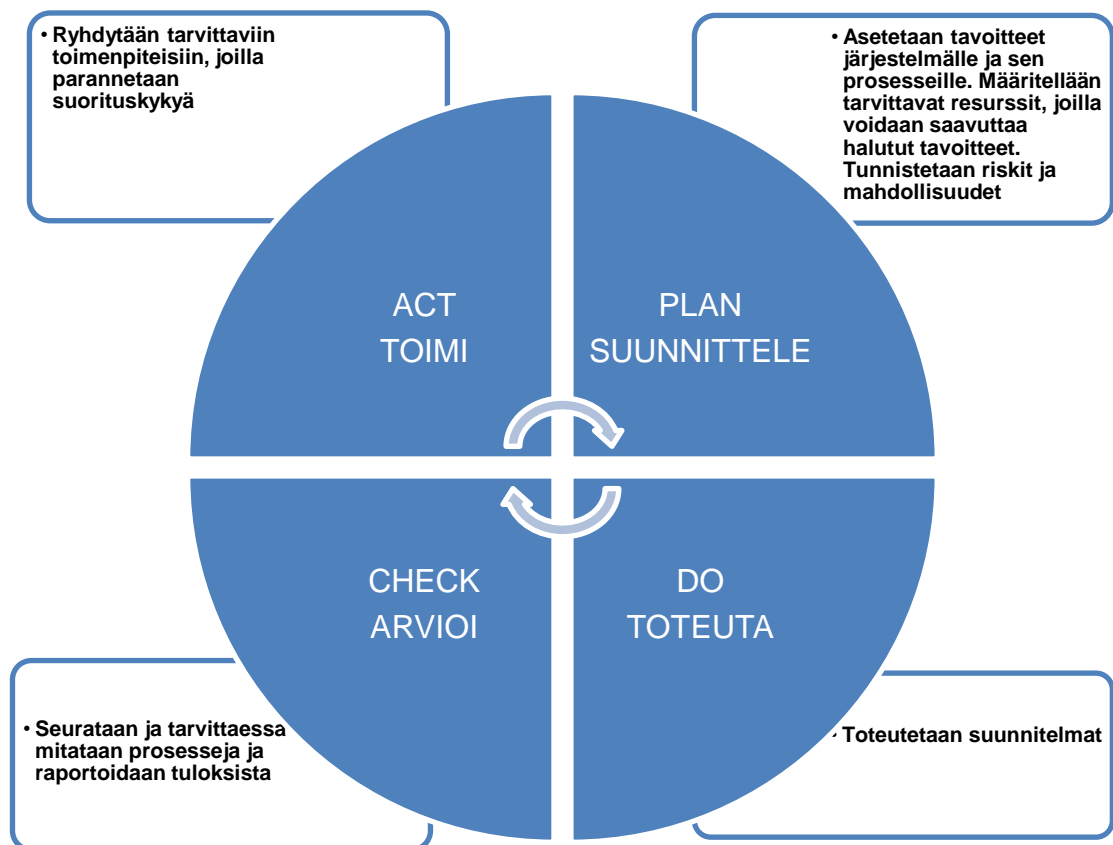 • Ryhdytään tarvittaviin
toimenpiteisiin, joilla
parannetaan
suorituskykyä
• Asetetaan tavoitteet
järjestelmälle ja sen
prosesseille. Määritellään
tarvittavat resurssit, joilla
voidaan saavuttaa
halutut tavoitteet.
Tunnistetaan riskit ja
mahdollisuudet
ACT
TOIMI
PLAN
SUUNNITTELE
CHECK
ARVIOI
DO
TOTEUTA
• Seurataan ja tarvittaessa
mitataan prosesseja ja
raportoidaan tuloksista
• Toteutetaan suunnitelmat